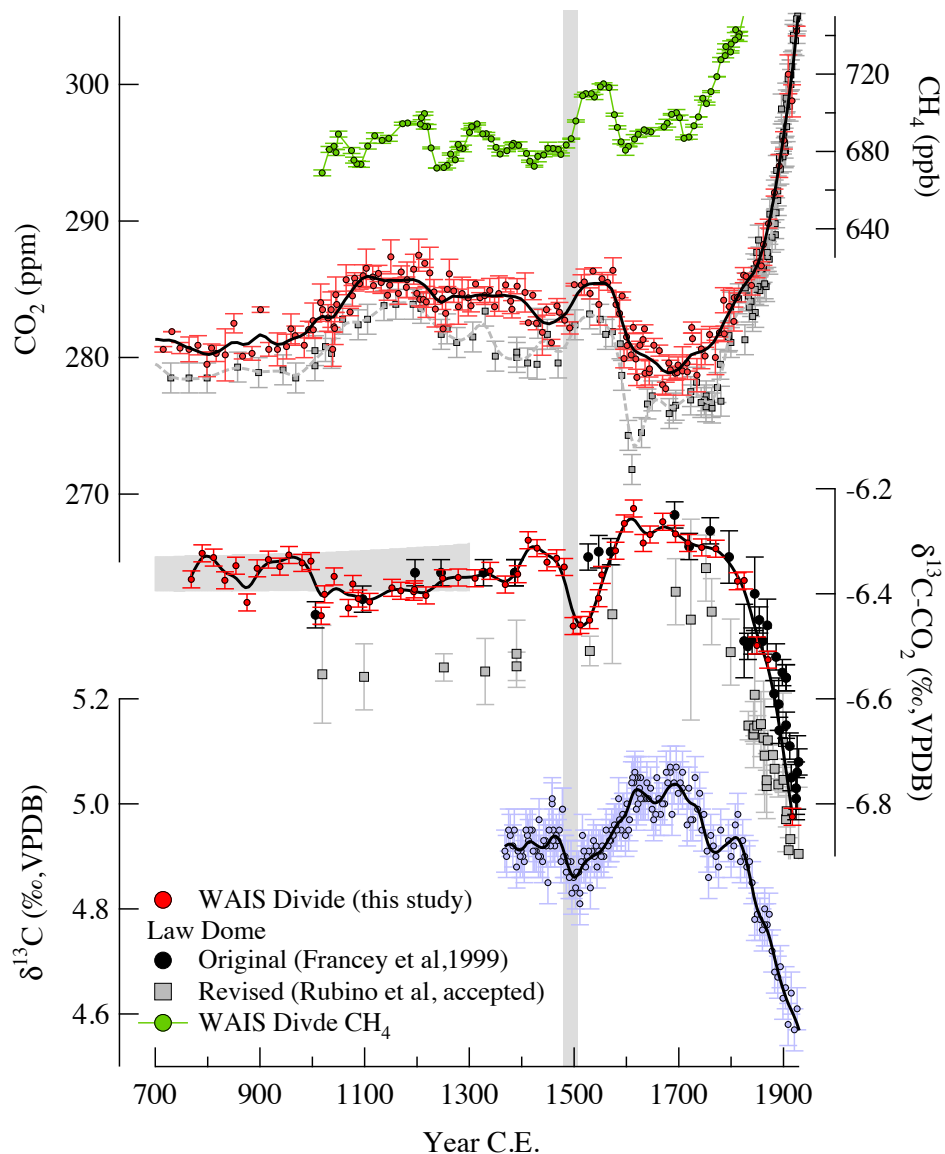 300
290
280
270
CO2 (ppm)
720
680
640
CH4 (ppb)
-6.2
-6.4
-6.6
-6.8
δ13C-CO2 (‰,VPDB)
5.2
5.0
4.8
4.6
δ13C (‰,VPDB)
WAIS Divide (this study)
Law Dome
Original (Francey et al,1999)
Revised (Rubino et al, accepted)
WAIS Divde CH4
700 900 1100 1300 1500 1700 1900
Year C.E.